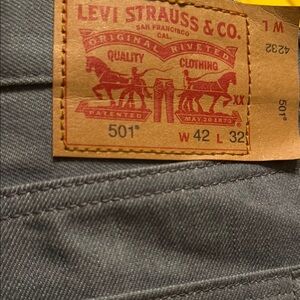 LEVI STRAUSS & CO.
SAN FRANCISCO
CAL.
ORIGINAL RIVETED
QUALITY CLOTHING
XX
PATENTED MAY 20 1873
501® W 42 L 32
W L
4232
501®